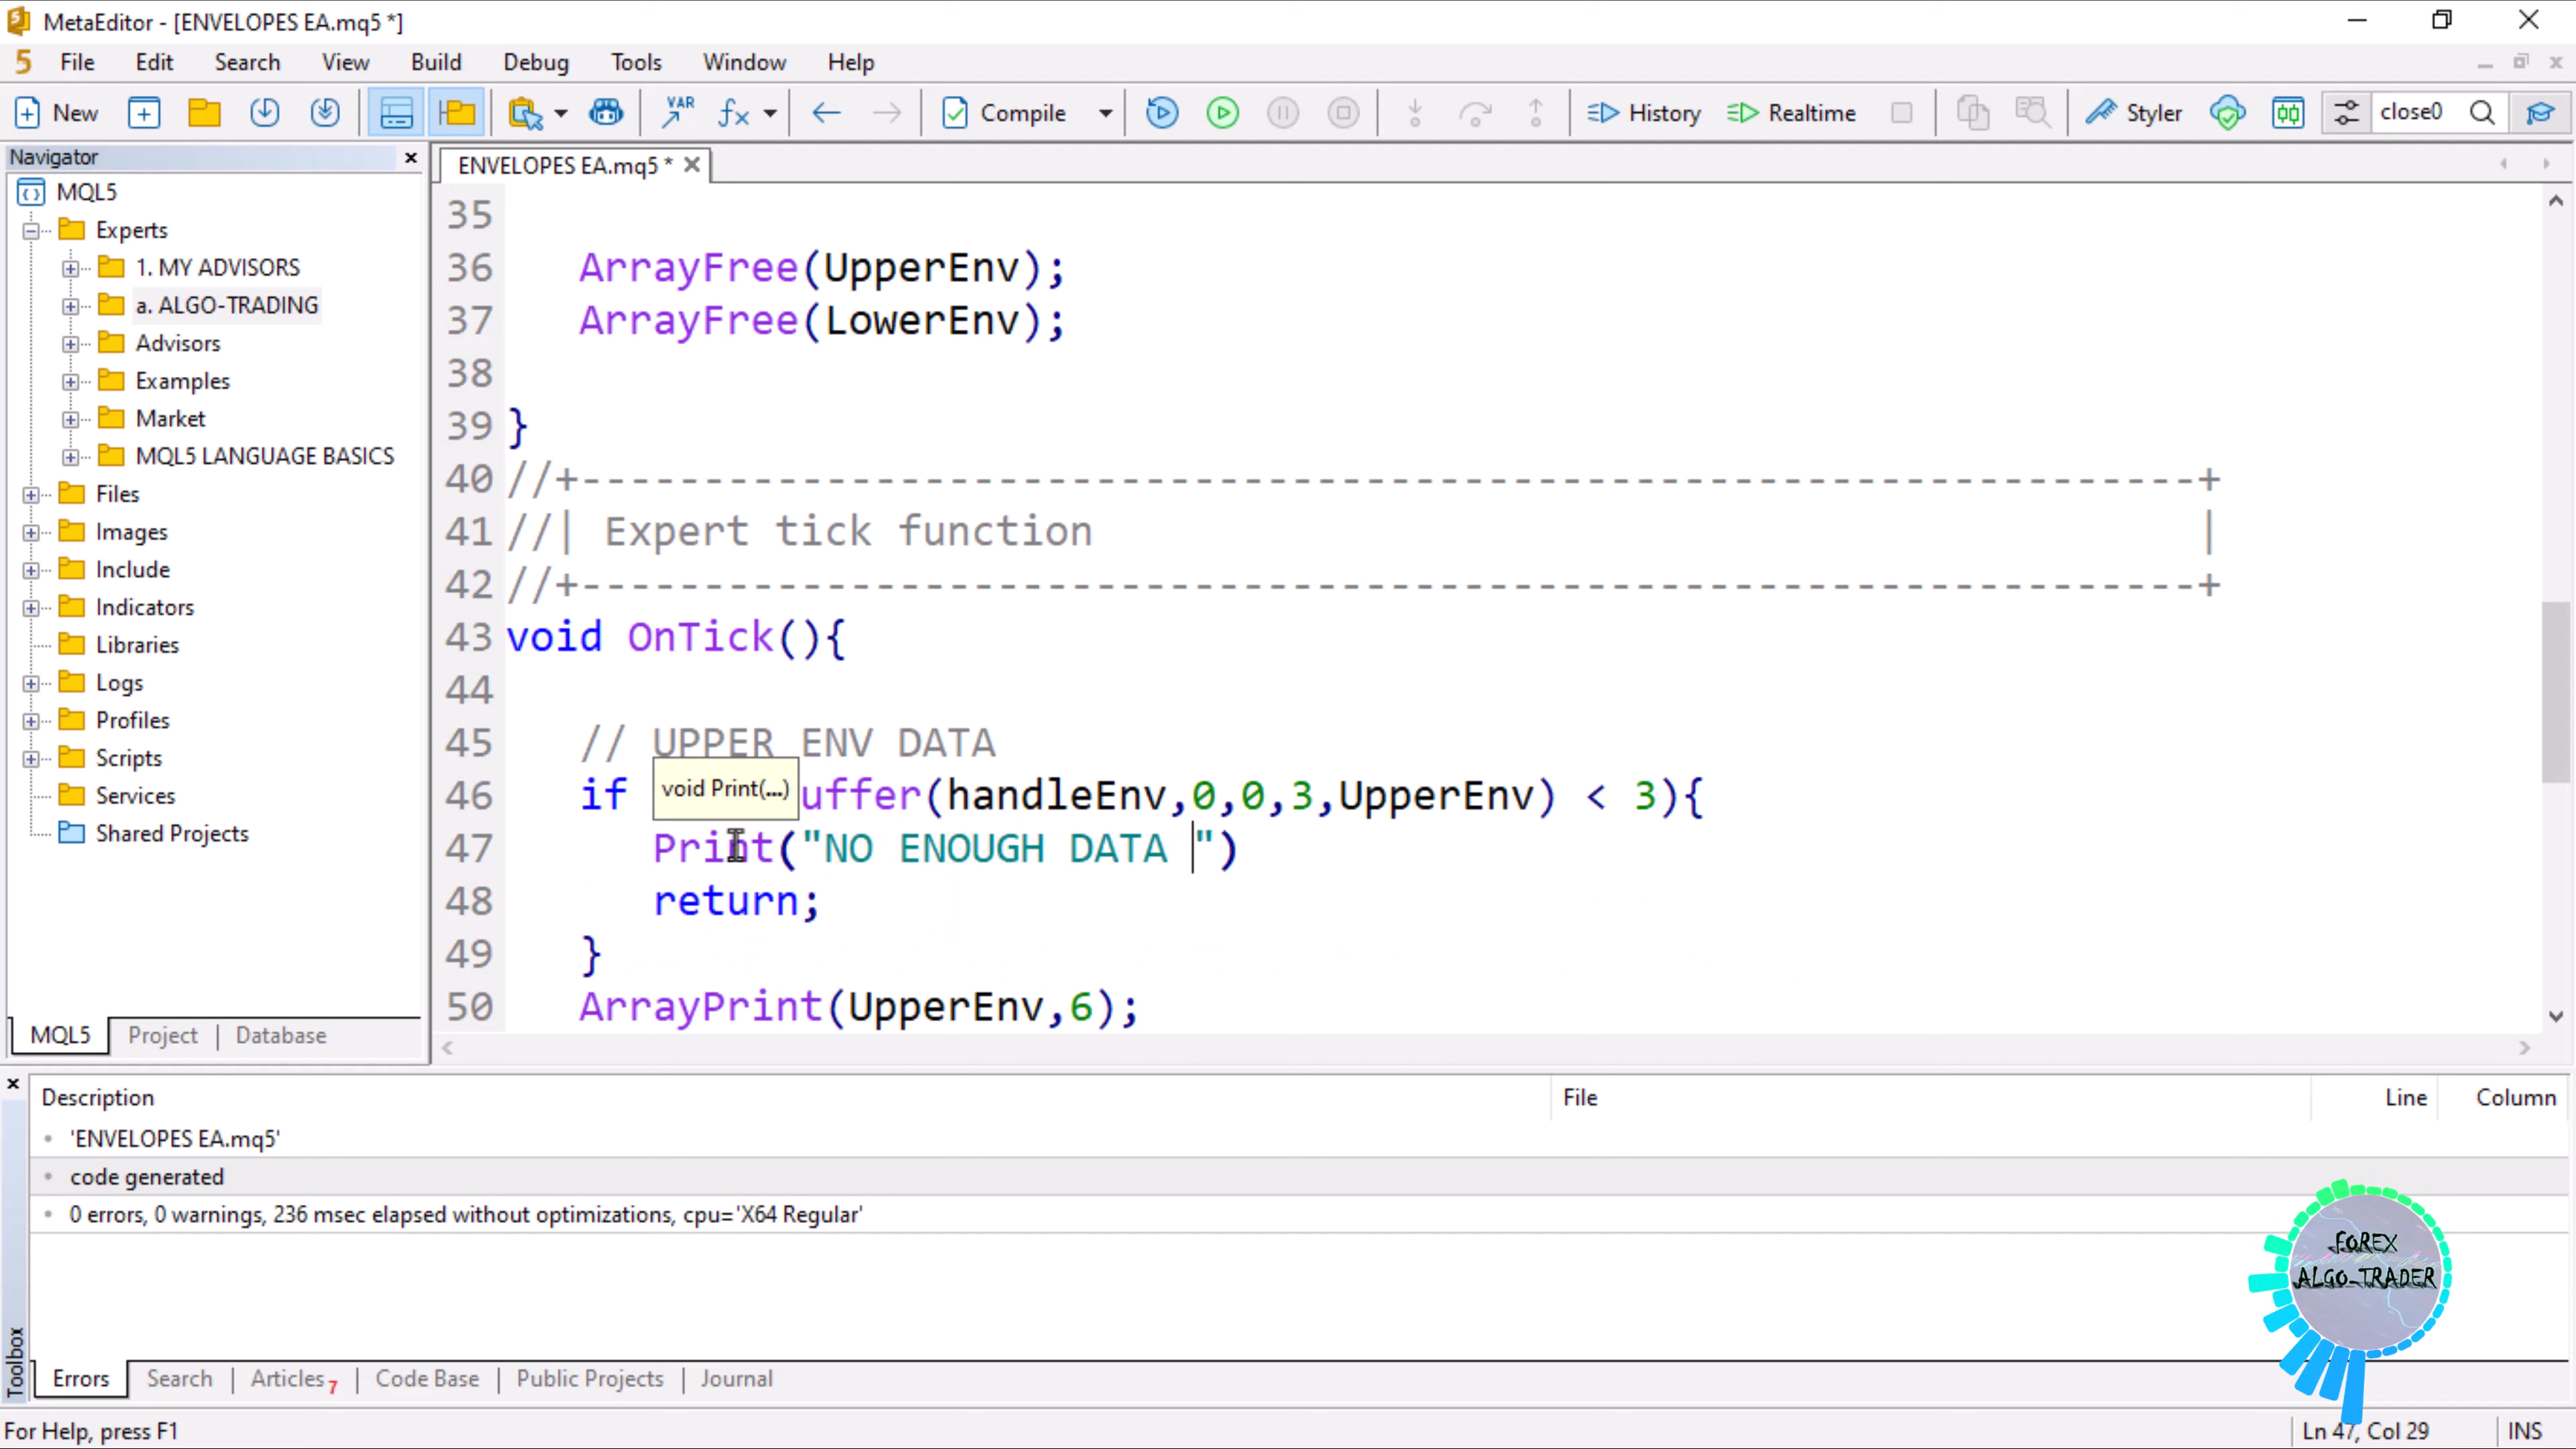 MetaEditor - [ENVELOPES EA.mq5 *]
5 File Edit Search View Build Debug Tools Window Help
New VAR Compile History Realtime Styler close0
Navigator
ENVELOPES EA.mq5 *
MQL5
Experts
1. MY ADVISORS
a. ALGO-TRADING
Advisors
Examples
Market
MQL5 LANGUAGE BASICS
Files
Images
Include
Indicators
Libraries
Logs
Profiles
Scripts
Services
Shared Projects
MQL5 Project Database
35
36 ArrayFree(UpperEnv);
37 ArrayFree(LowerEnv);
38
39 }
40 //+------------------------------------------------------------------+
41 //| Expert tick function |
42 //+------------------------------------------------------------------+
43 void OnTick(){
44
45 // UPPER ENV DATA
46 if uffer(handleEnv,0,0,3,UpperEnv) < 3){
void Print(...)
47 Print("NO ENOUGH DATA ")
48 return;
49 }
50 ArrayPrint(UpperEnv,6);
Toolbox
Description File Line Column
'ENVELOPES EA.mq5'
code generated
0 errors, 0 warnings, 236 msec elapsed without optimizations, cpu='X64 Regular'
FOREX
ALGO-TRADER
Errors Search Articles 7 Code Base Public Projects Journal
For Help, press F1 Ln 47, Col 29 INS